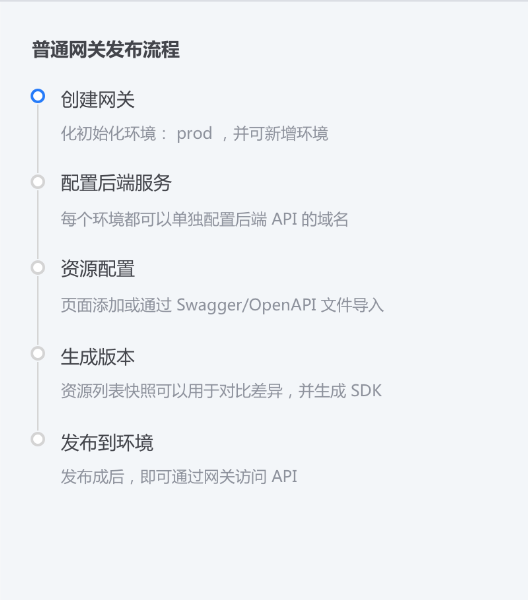 普通网关发布流程
创建网关
化初始化环境： prod ，并可新增环境
配置后端服务
每个环境都可以单独配置后端 API 的域名
资源配置
页面添加或通过 Swagger/OpenAPI 文件导入
生成版本
资源列表快照可以用于对比差异，并生成 SDK
发布到环境
发布成后，即可通过网关访问 API